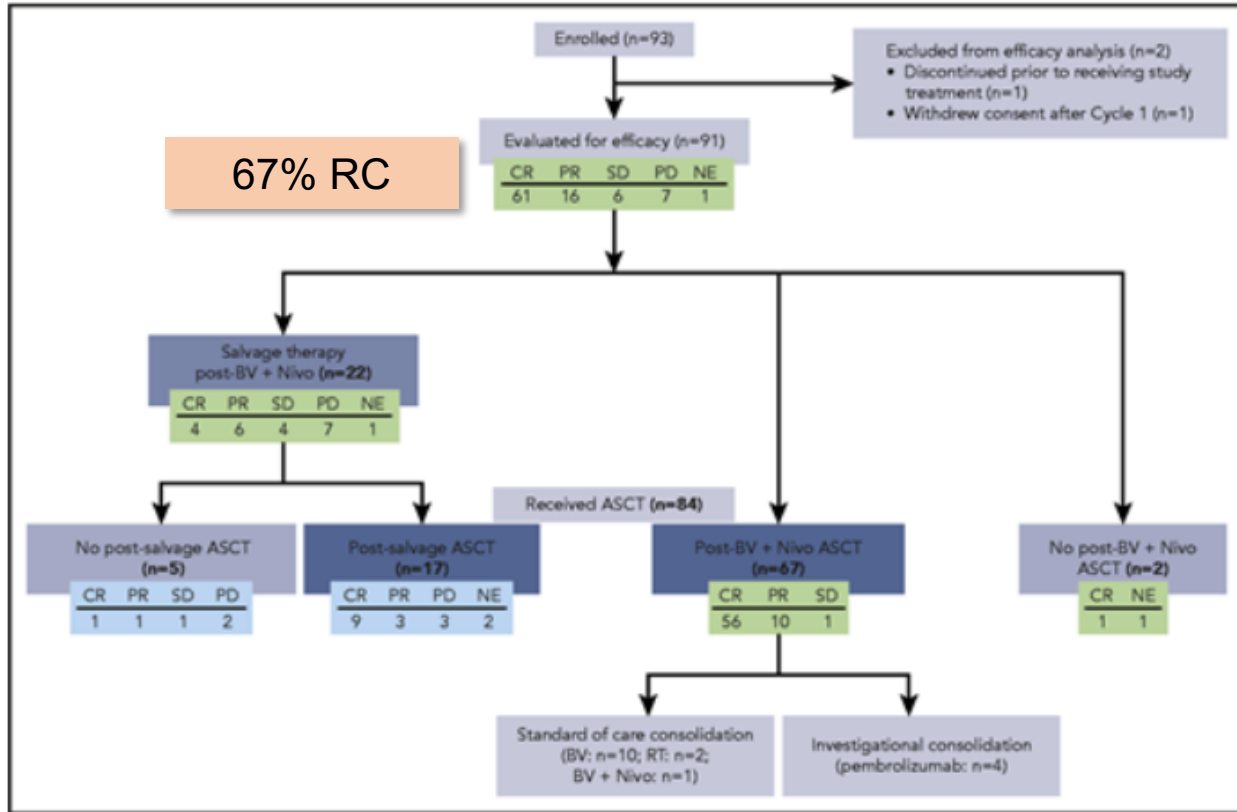 Enrolled (n=93)
Excluded from efficacy analysis (n=2)
• Discontinued prior to receiving study
treatment (n=1)
• Withdrew consent after Cycle 1 (n=1)
Evaluated for efficacy (n=91)
CR PR SD PD NE
61 16 6 7 1
67% RC
Salvage therapy
post-BV + Nivo (n=22)
CR PR SD PD NE
4 6 4 7 1
Received ASCT (n=84)
No post-salvage ASCT
(n=5)
CR PR SD PD
1 1 1 2
Post-salvage ASCT
(n=17)
CR PR PD NE
9 3 3 2
Post-BV + Nivo ASCT
(n=67)
CR PR SD
56 10 1
No post-BV + Nivo
ASCT (n=2)
CR NE
1 1
Standard of care consolidation
(BV: n=10; RT: n=2;
BV + Nivo: n=1)
Investigational consolidation
(pembrolizumab: n=4)